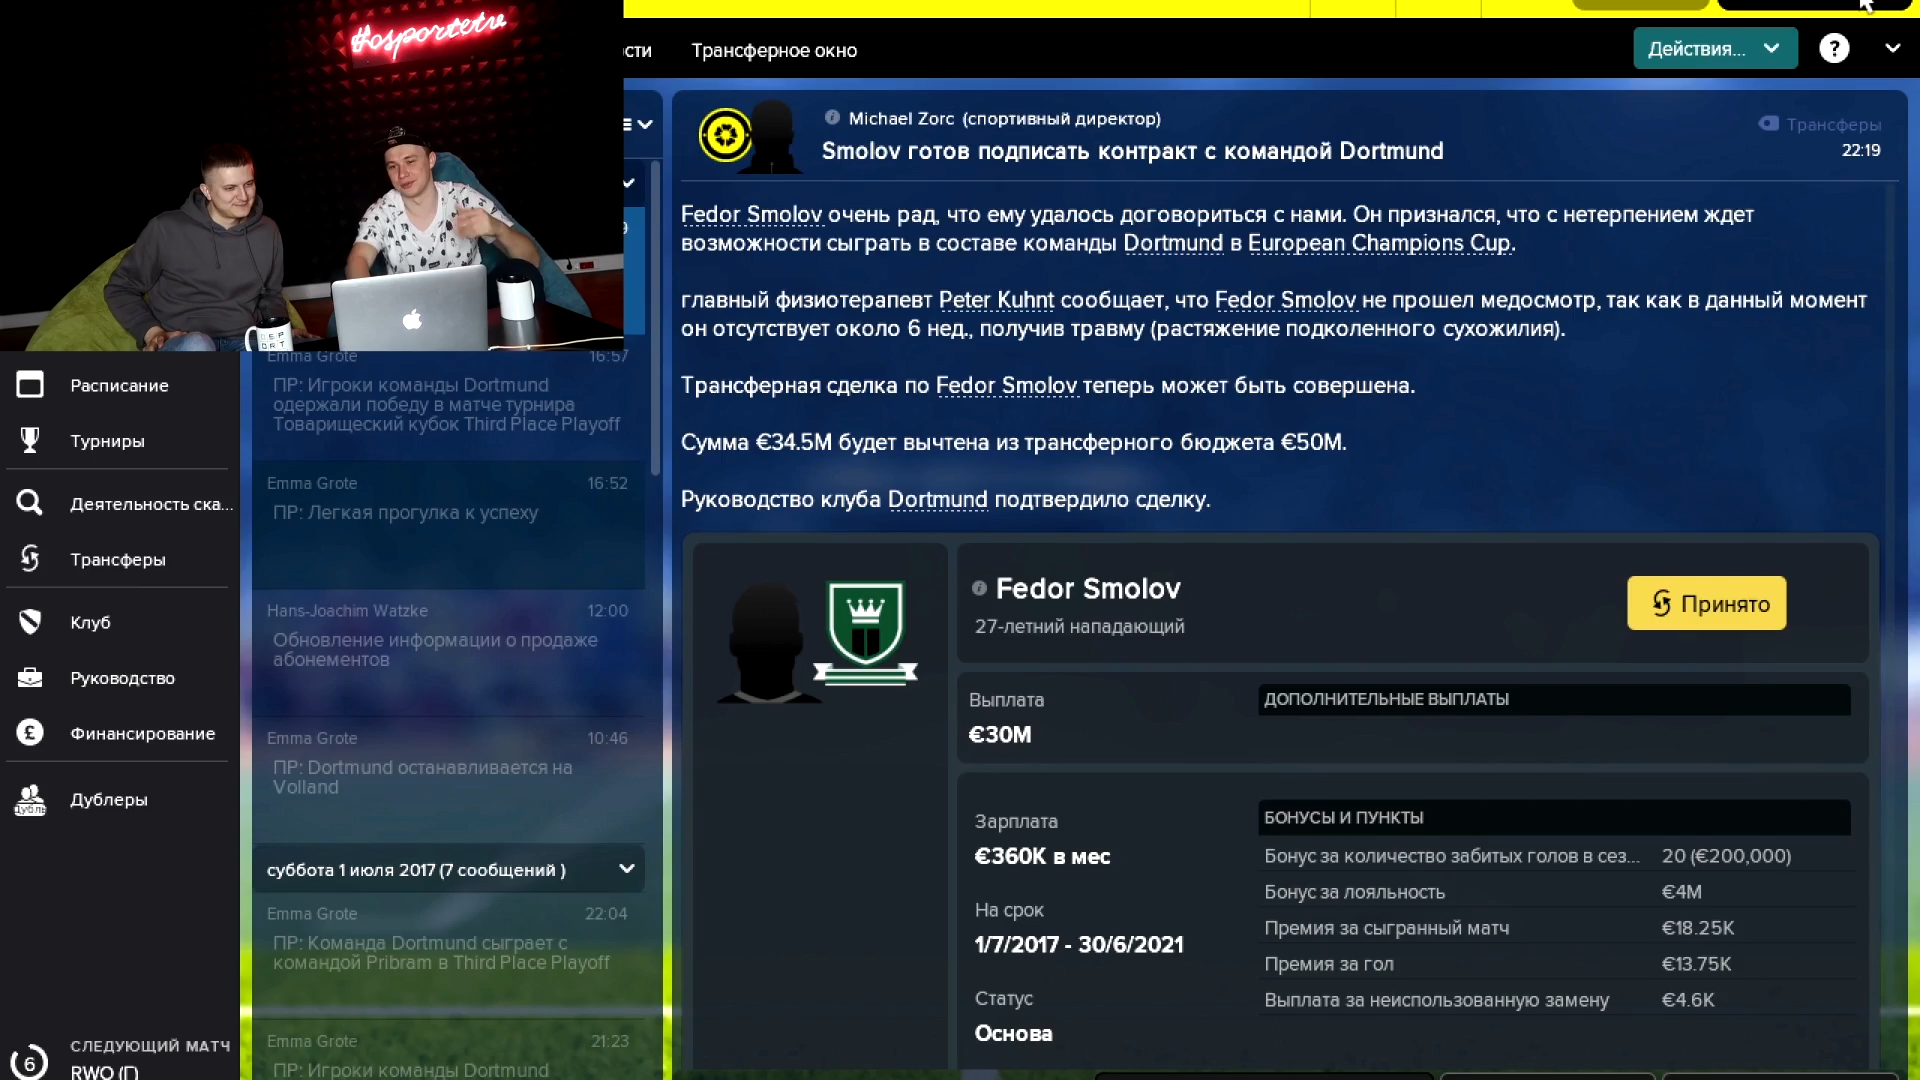 #osportetre
сти
Трансферное окно
Действия...
?
Michael Zorc (спортивный директор)
Трансферы
Smolov готов подписать контракт с командой Dortmund
22:19
Fedor Smolov очень рад, что ему удалось договориться с нами. Он признался, что с нетерпением ждет
возможности сыграть в составе команды Dortmund в European Champions Cup.
главный физиотерапевт Peter Kuhnt сообщает, что Fedor Smolov не прошел медосмотр, так как в данный момент
он отсутствует около 6 нед., получив травму (растяжение подколенного сухожилия).
Трансферная сделка по Fedor Smolov теперь может быть совершена.
Сумма €34.5M будет вычтена из трансферного бюджета €50M.
Руководство клуба Dortmund подтвердило сделку.
Fedor Smolov
27-летний нападающий
Принято
Выплата
€30M
ДОПОЛНИТЕЛЬНЫЕ ВЫПЛАТЫ
Зарплата
€360K в мес
На срок
1/7/2017 - 30/6/2021
Статус
Основа
БОНУСЫ И ПУНКТЫ
Бонус за количество забитых голов в сез... 20 (€200,000)
Бонус за лояльность €4M
Премия за сыгранный матч €18.25K
Премия за гол €13.75K
Выплата за неиспользованную замену €4.6K
Расписание
Турниры
Деятельность ска...
Трансферы
Клуб
Руководство
Финансирование
Дублеры
СЛЕДУЮЩИЙ МАТЧ
6
RWO (Г)
Emma Grote 16:57
ПР: Игроки команды Dortmund
одержали победу в матче турнира
Товарищеский кубок Third Place Playoff
Emma Grote 16:52
ПР: Легкая прогулка к успеху
Hans-Joachim Watzke 12:00
Обновление информации о продаже
абонементов
Emma Grote 10:46
ПР: Dortmund останавливается на
Volland
суббота 1 июля 2017 (7 сообщений )
Emma Grote 22:04
ПР: Команда Dortmund сыграет с
командой Pribram в Third Place Playoff
Emma Grote 21:23
ПР: Игроки команды Dortmund